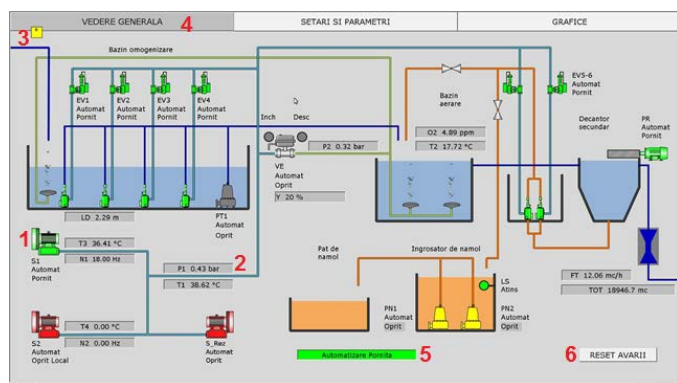 VEDERE GENERALA
4
SETARI SI PARAMETRI
GRAFICE
3
Bazin omogenizare
EV1
Automat
Pornit
EV2
Automat
Pornit
EV3
Automat
Pornit
EV4
Automat
Pornit
Inch
Desc
P2 0.32 bar
VE
Automat
Oprit
Y 20 %
Bazin
aerare
O2 4.89 ppm
T2 17.72 °C
EV5-6
Automat
Pornit
Decantor
secundar
PR
Automat
Pornit
LD 2.29 m
PT1
Automat
Oprit
1
S1
Automat
Pornit
T3 36.41 °C
N1 18.00 Hz
P1 0.43 bar
2
T1 38.62 °C
T4 0.00 °C
N2 0.00 Hz
S2
Automat
Oprit Local
S_Rez
Automat
Oprit
Pat de
namol
Ingrosator de namol
LS
Atins
PN1
Automat
Oprit
PN2
Automat
Oprit
FT 12.06 mc/h
TOT 18946.7 mc
Automatizare Pornita
5
6
RESET AVARII